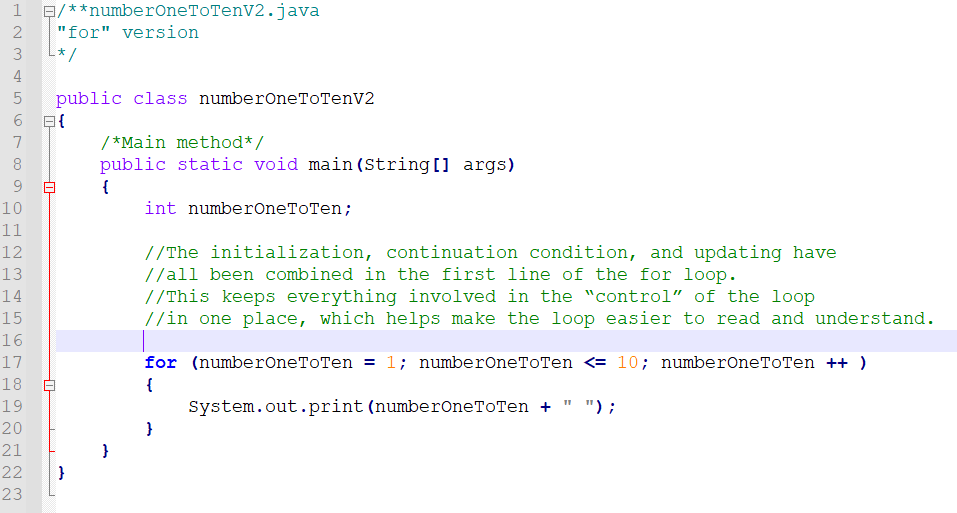 1 /**numberOneToTenV2.java
2 "for" version
3 */
4
5 public class numberOneToTenV2
6 {
7 /*Main method*/
8 public static void main(String[] args)
9 {
10 int numberOneToTen;
11
12 //The initialization, continuation condition, and updating have
13 //all been combined in the first line of the for loop.
14 //This keeps everything involved in the “control” of the loop
15 //in one place, which helps make the loop easier to read and understand.
16
17 for (numberOneToTen = 1; numberOneToTen <= 10; numberOneToTen ++ )
18 {
19 System.out.print(numberOneToTen + " ");
20 }
21 }
22 }
23